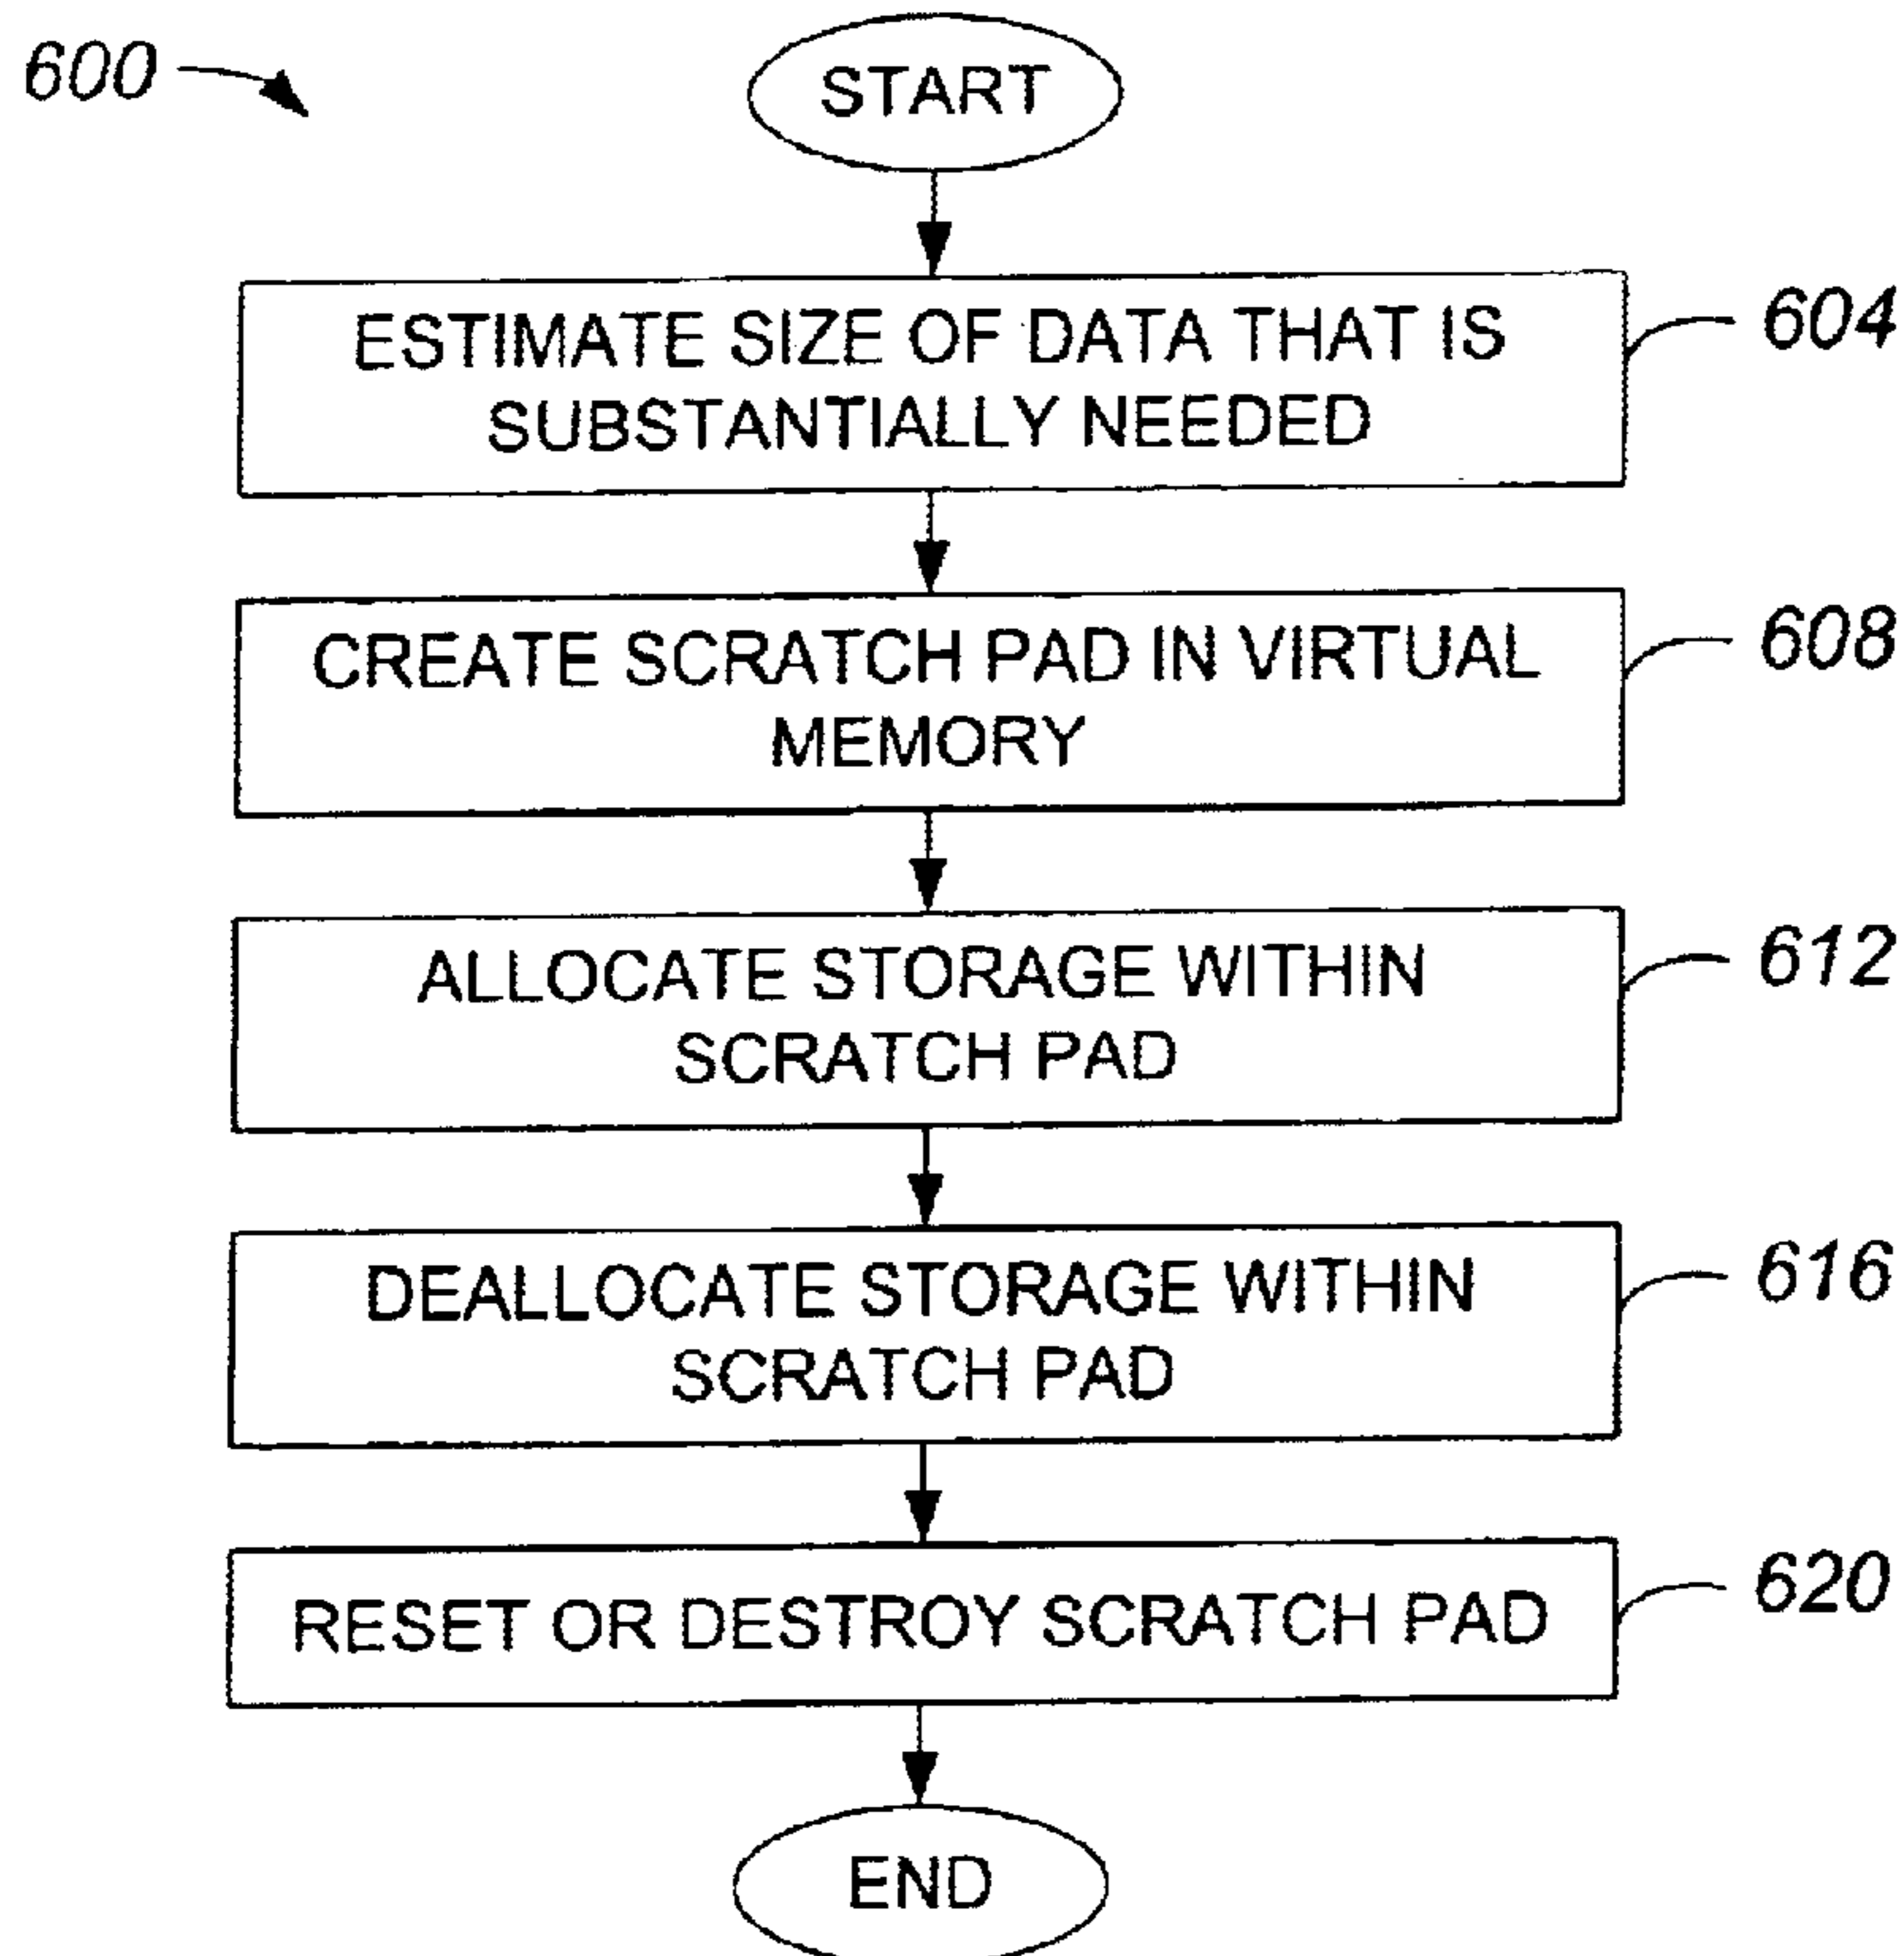 600
START
ESTIMATE SIZE OF DATA THAT IS
SUBSTANTIALLY NEEDED
604
CREATE SCRATCH PAD IN VIRTUAL
MEMORY
608
ALLOCATE STORAGE WITHIN
SCRATCH PAD
612
DEALLOCATE STORAGE WITHIN
SCRATCH PAD
616
RESET OR DESTROY SCRATCH PAD
620
END